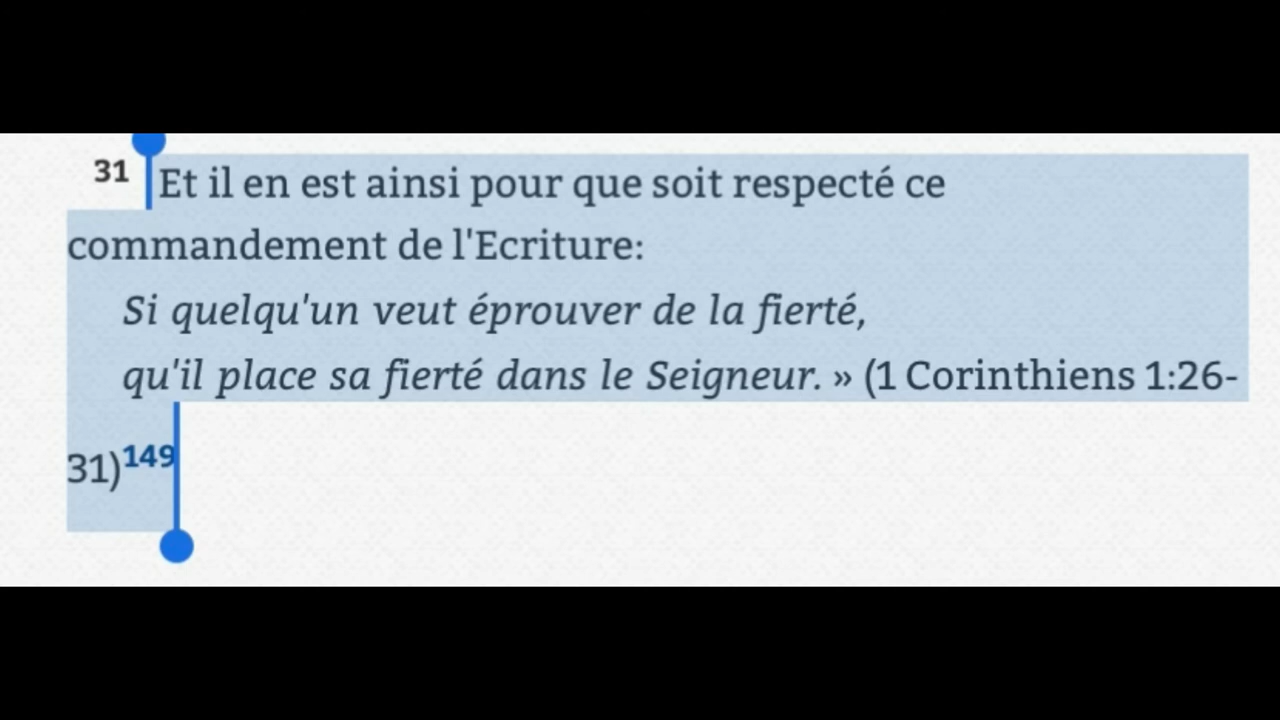 31 Et il en est ainsi pour que soit respecté ce
commandement de l'Ecriture:
Si quelqu'un veut éprouver de la fierté,
qu'il place sa fierté dans le Seigneur. » (1 Corinthiens 1:26-
31)149